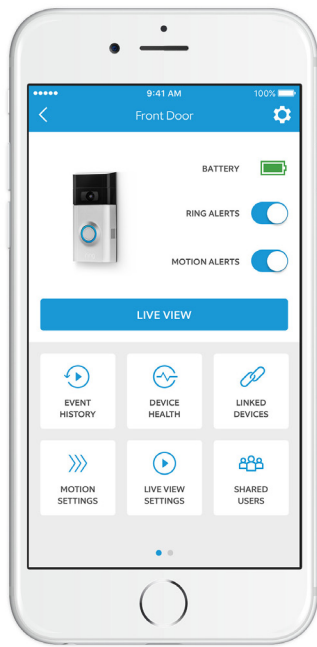 9:41 AM
100%
Front Door
BATTERY
RING ALERTS
MOTION ALERTS
LIVE VIEW
EVENT
HISTORY
DEVICE
HEALTH
LINKED
DEVICES
MOTION
SETTINGS
LIVE VIEW
SETTINGS
SHARED
USERS